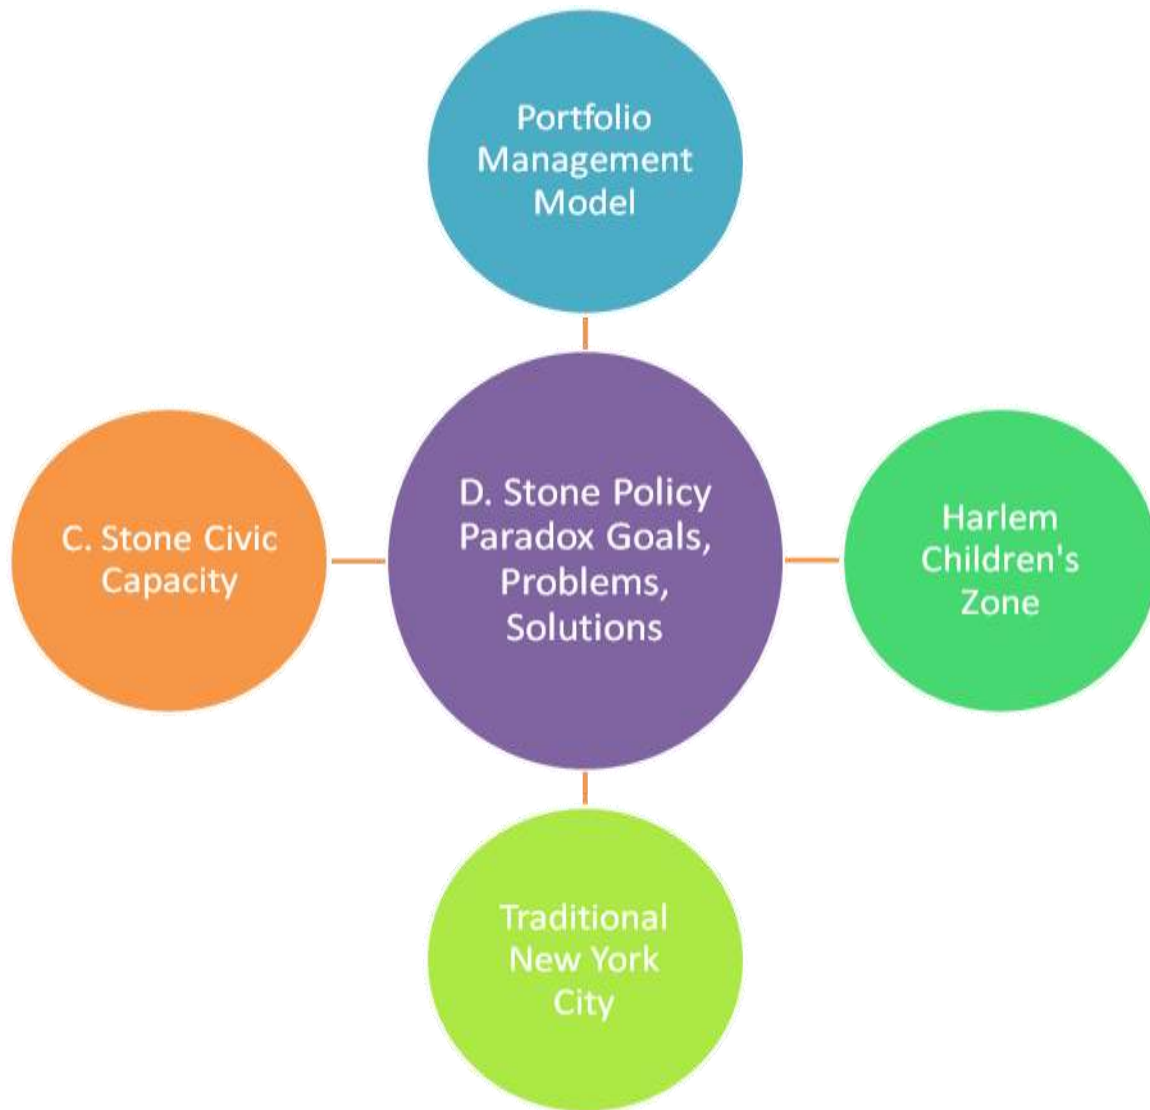 Portfolio
Management
Model
C. Stone Civic
Capacity
D. Stone Policy
Paradox Goals,
Problems,
Solutions
Harlem
Children's
Zone
Traditional
New York
City